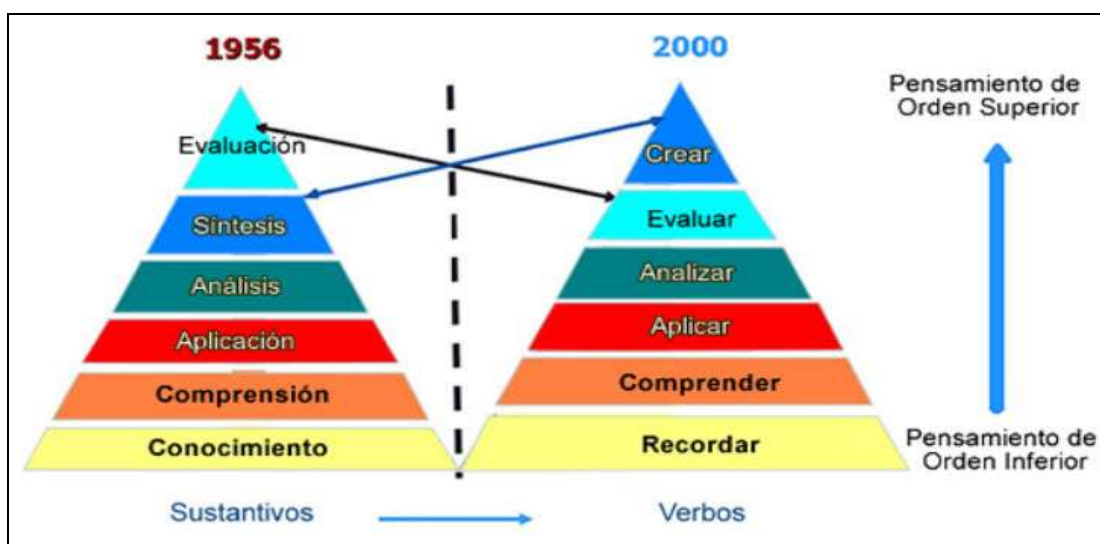 1956
Evaluación
Síntesis
Análisis
Aplicación
Comprensión
Conocimiento
Sustantivos
2000
Crear
Evaluar
Analizar
Aplicar
Comprender
Recordar
Verbos
Pensamiento de
Orden Superior
Pensamiento de
Orden Inferior